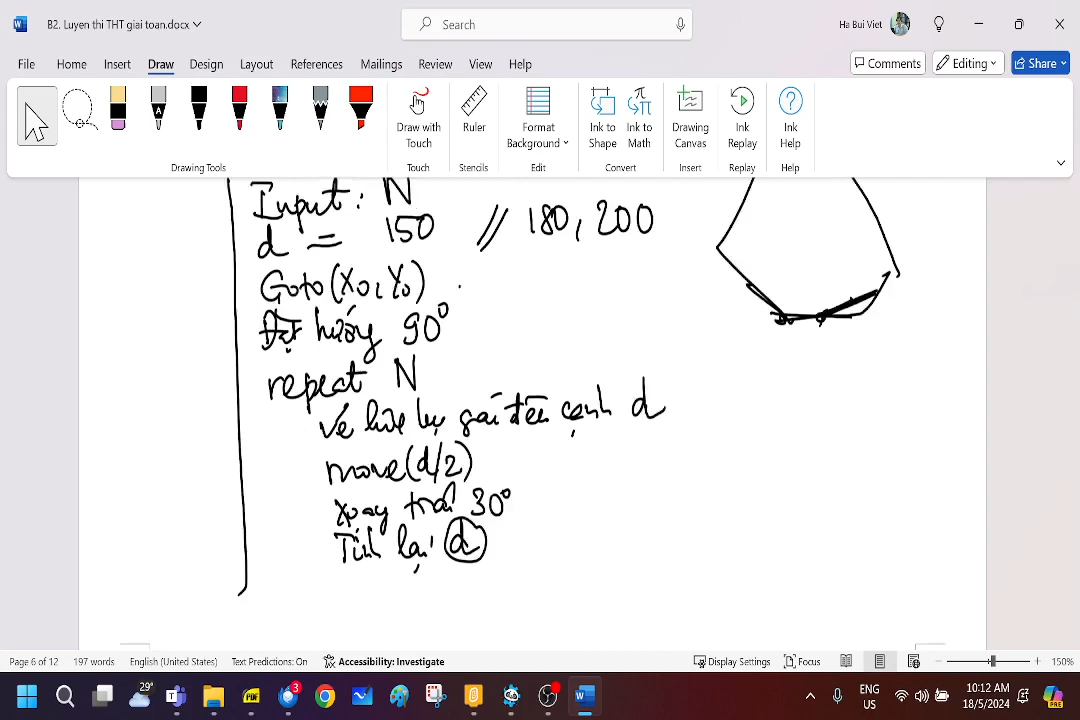 B2. Luyen thi THT giai toan.docx
Search
Ha Bui Viet
File Home Insert Draw Design Layout References Mailings Review View Help
Comments Editing Share
Draw with Touch
Ruler
Format Background
Ink to Shape
Ink to Math
Drawing Canvas
Ink Replay
Ink Help
Drawing Tools Touch Stencils Edit Convert Insert Replay Help
Input: N
d = 150 // 180, 200
Goto(X0, Y0)
Đặt hướng 90°
repeat N
Vẽ hình lục giác đều cạnh d
move(d/2)
xoay trái 30°
Tính lại d
Page 6 of 12 197 words English (United States) Text Predictions: On Accessibility: Investigate Display Settings Focus 150%
29° 3 ENG US 10:12 AM 18/5/2024 PRE